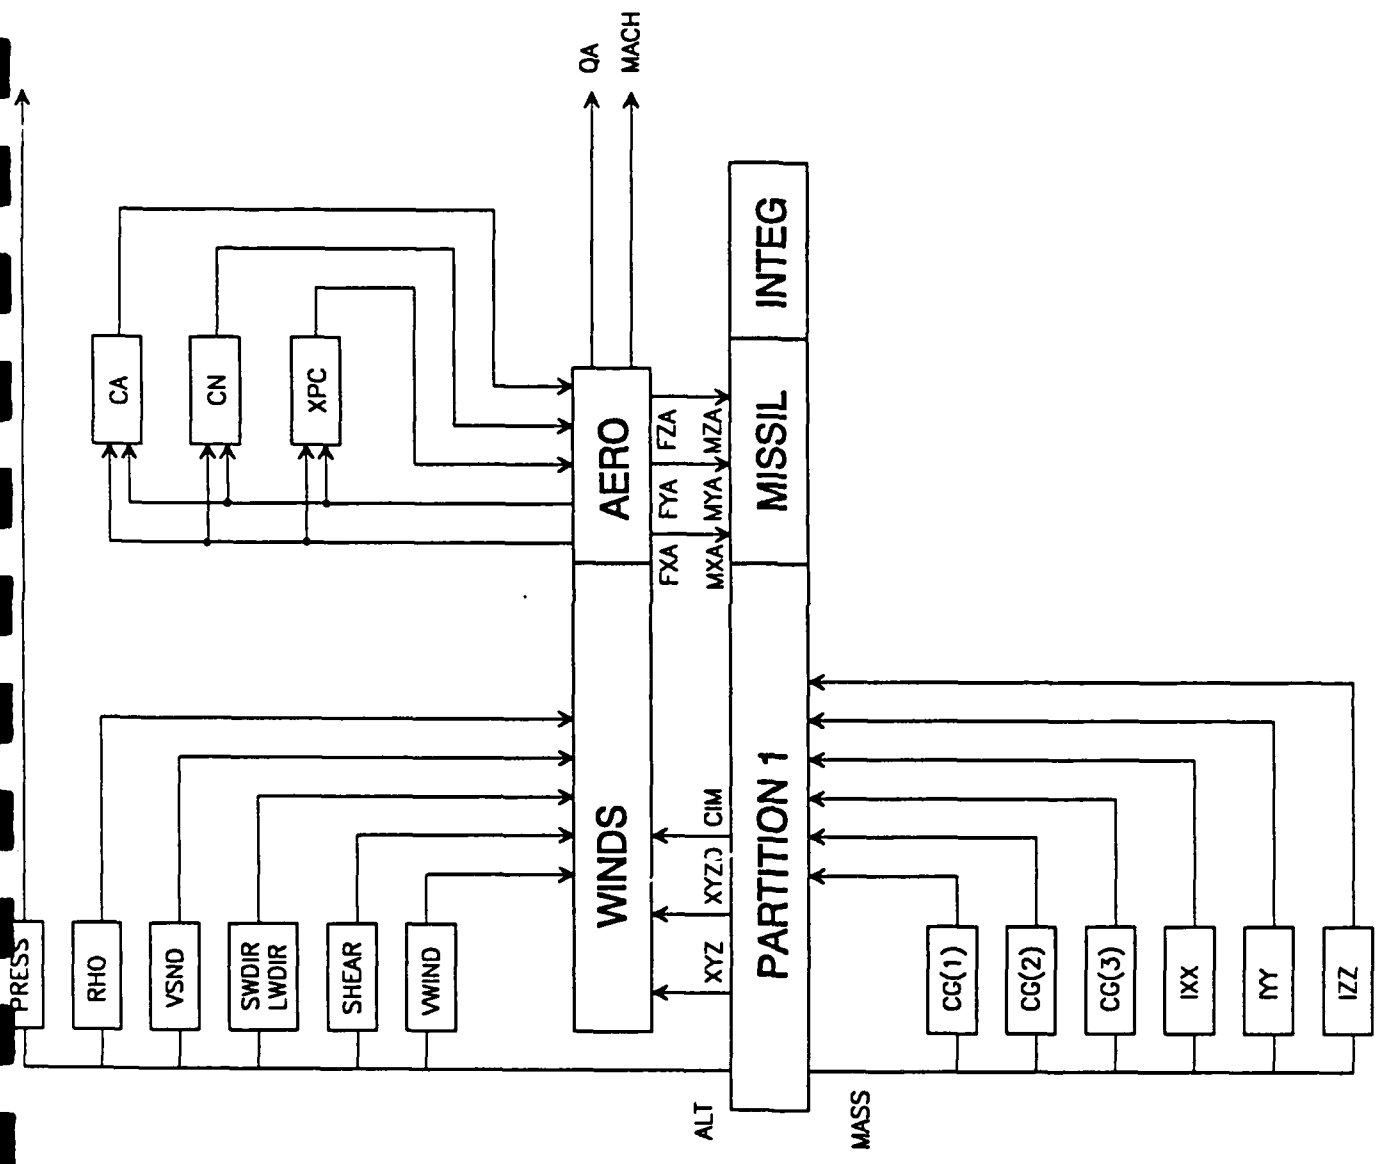 PRESS
RHO
VSND
SWDIR
LWDIR
SHEAR
VWIND
CA
CN
XPC
QA
MACH
WINDS
AERO
XYZ
XYZD
CIM
FXA
FYA
FZA
MXA
MYA
MZA
ALT
PARTITION 1
MISSIL
INTEG
MASS
CG(1)
CG(2)
CG(3)
IXX
IYY
IZZ